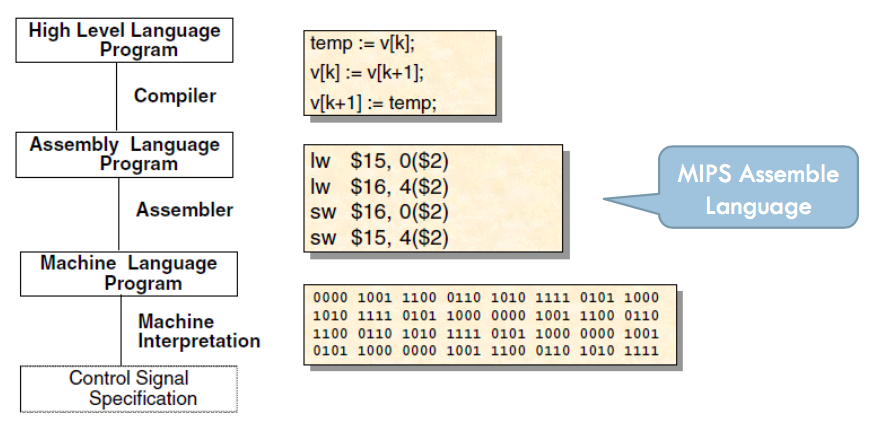 High Level Language
Program
temp := v[k];
v[k] := v[k+1];
v[k+1] := temp;
Compiler
Assembly Language
Program
lw $15, 0($2)
lw $16, 4($2)
sw $16, 0($2)
sw $15, 4($2)
MIPS Assemble
Language
Assembler
Machine Language
Program
0000 1001 1100 0110 1010 1111 0101 1000
1010 1111 0101 1000 0000 1001 1100 0110
1100 0110 1010 1111 0101 1000 0000 1001
0101 1000 0000 1001 1100 0110 1010 1111
Machine
Interpretation
Control Signal
Specification